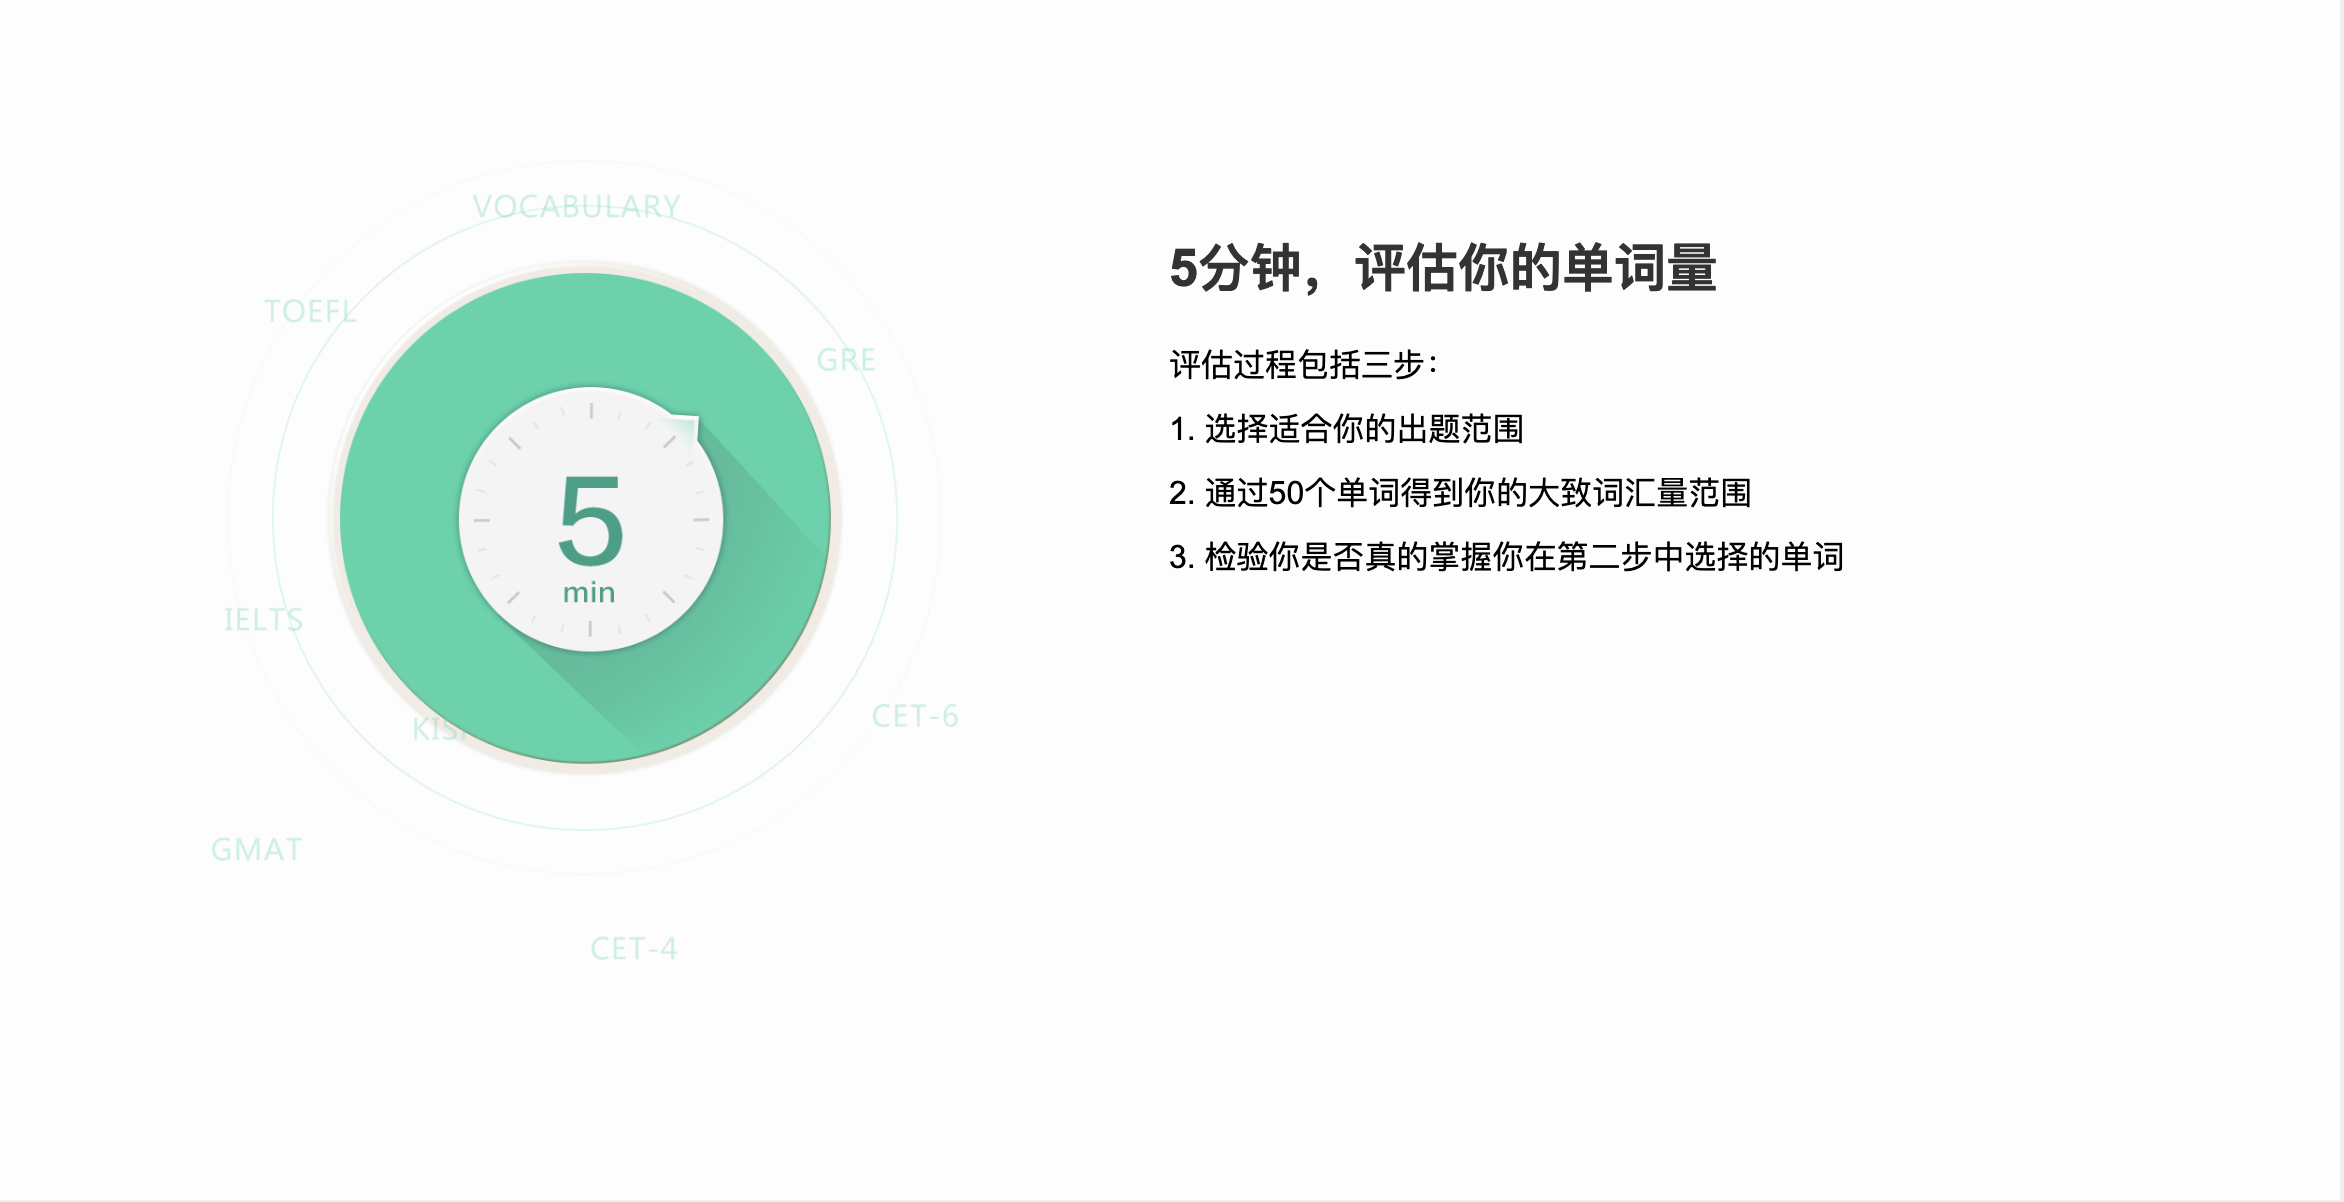 VOCABULARY
TOEFL
GRE
5
min
IELTS
CET-6
GMAT
CET-4
5分钟，评估你的单词量
评估过程包括三步：
1. 选择适合你的出题范围
2. 通过50个单词得到你的大致词汇量范围
3. 检验你是否真的掌握你在第二步中选择的单词